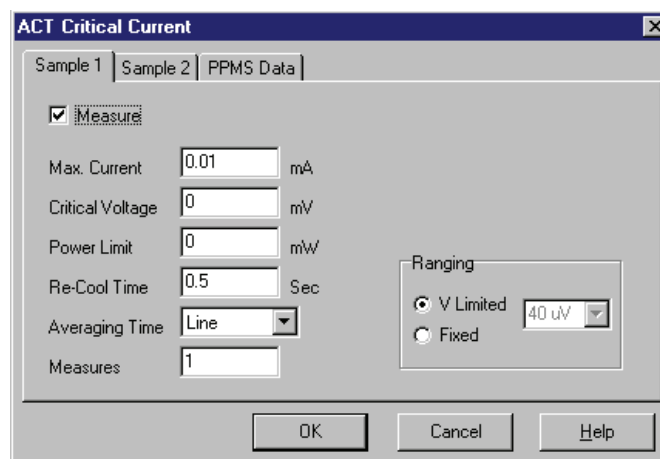 ACT Critical Current
Sample 1 Sample 2 PPMS Data
Measure
Max. Current 0.01 mA
Critical Voltage 0 mV
Power Limit 0 mW
Re-Cool Time 0.5 Sec
Averaging Time Line
Measures 1
Ranging
V Limited 40 uV
Fixed
OK Cancel Help